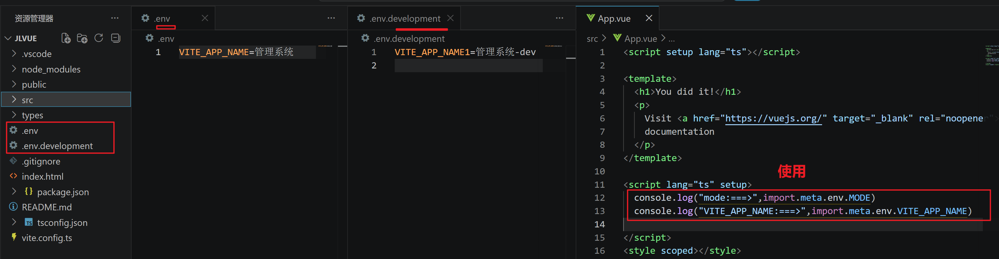 资源管理器
JLVUE
.vscode
node_modules
public
src
types
.env
.env.development
.gitignore
index.html
{} package.json
README.md
TS tsconfig.json
vite.config.ts
.env
.env
1 VITE_APP_NAME=管理系统
.env.development
.env.development
1 VITE_APP_NAME1=管理系统-dev
2
App.vue
src > App.vue > ...
1 <script setup lang="ts"></script>
2
3 <template>
4 <h1>You did it!</h1>
5 <p>
6 Visit <a href="https://vuejs.org/" target="_blank" rel="noopener">
7 documentation
8 </p>
9 </template>
10
使用
11 <script lang="ts" setup>
12 console.log("mode:===>",import.meta.env.MODE)
13 console.log("VITE_APP_NAME:===>",import.meta.env.VITE_APP_NAME)
14
15 </script>
16 <style scoped></style>